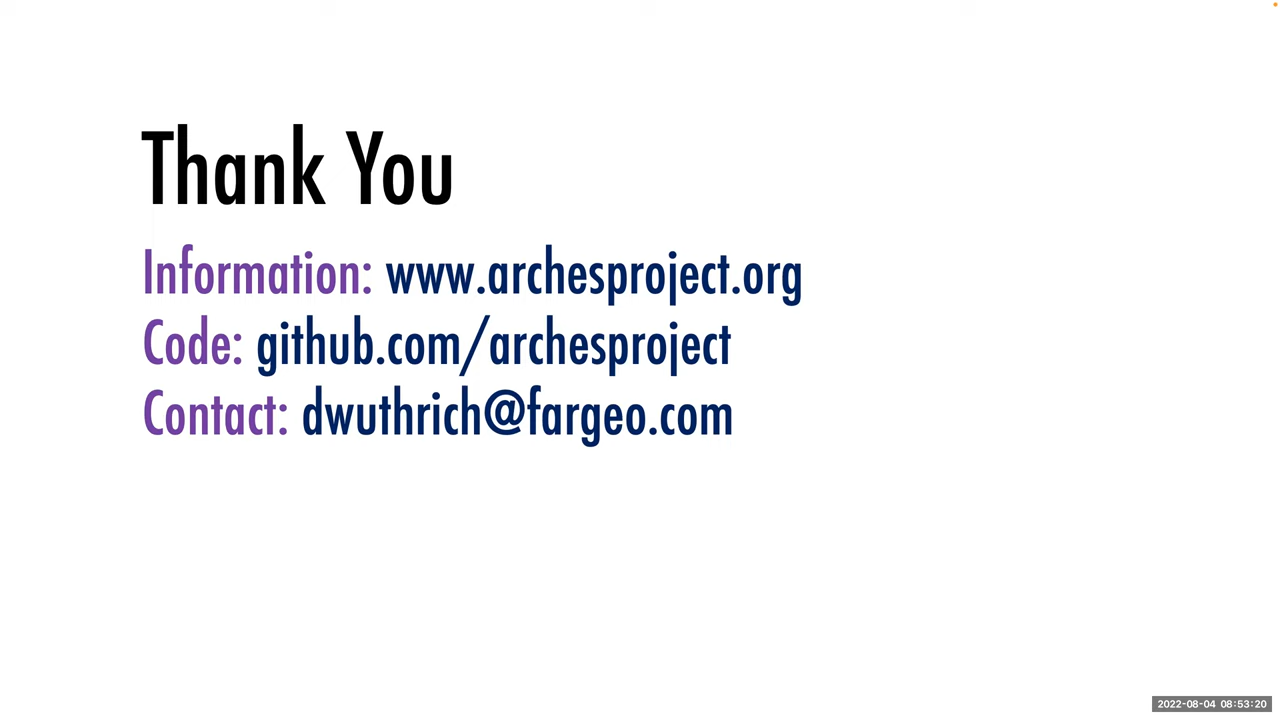 Thank You
Information: www.archesproject.org
Code: github.com/archesproject
Contact: dwuthrich@fargeo.com
2022-08-04 08:53:20